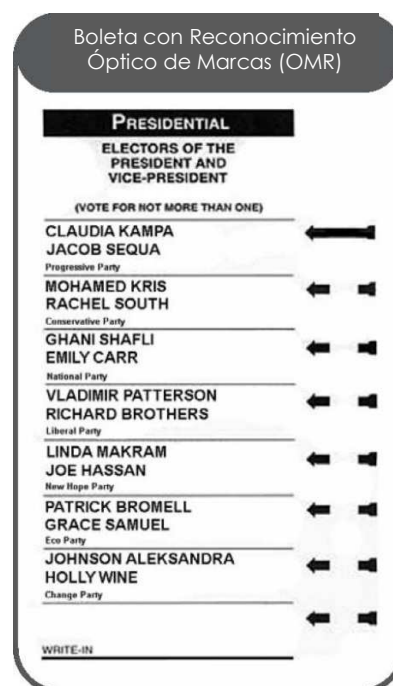 Boleta con Reconocimiento
Óptico de Marcas (OMR)
PRESIDENTIAL
ELECTORS OF THE
PRESIDENT AND
VICE-PRESIDENT
(VOTE FOR NOT MORE THAN ONE)
CLAUDIA KAMPA
JACOB SEQUA
Progressive Party
MOHAMED KRIS
RACHEL SOUTH
Conservative Party
GHANI SHAFLI
EMILY CARR
National Party
VLADIMIR PATTERSON
RICHARD BROTHERS
Liberal Party
LINDA MAKRAM
JOE HASSAN
New Hope Party
PATRICK BROMELL
GRACE SAMUEL
Eco Party
JOHNSON ALEKSANDRA
HOLLY WINE
Change Party
WRITE-IN